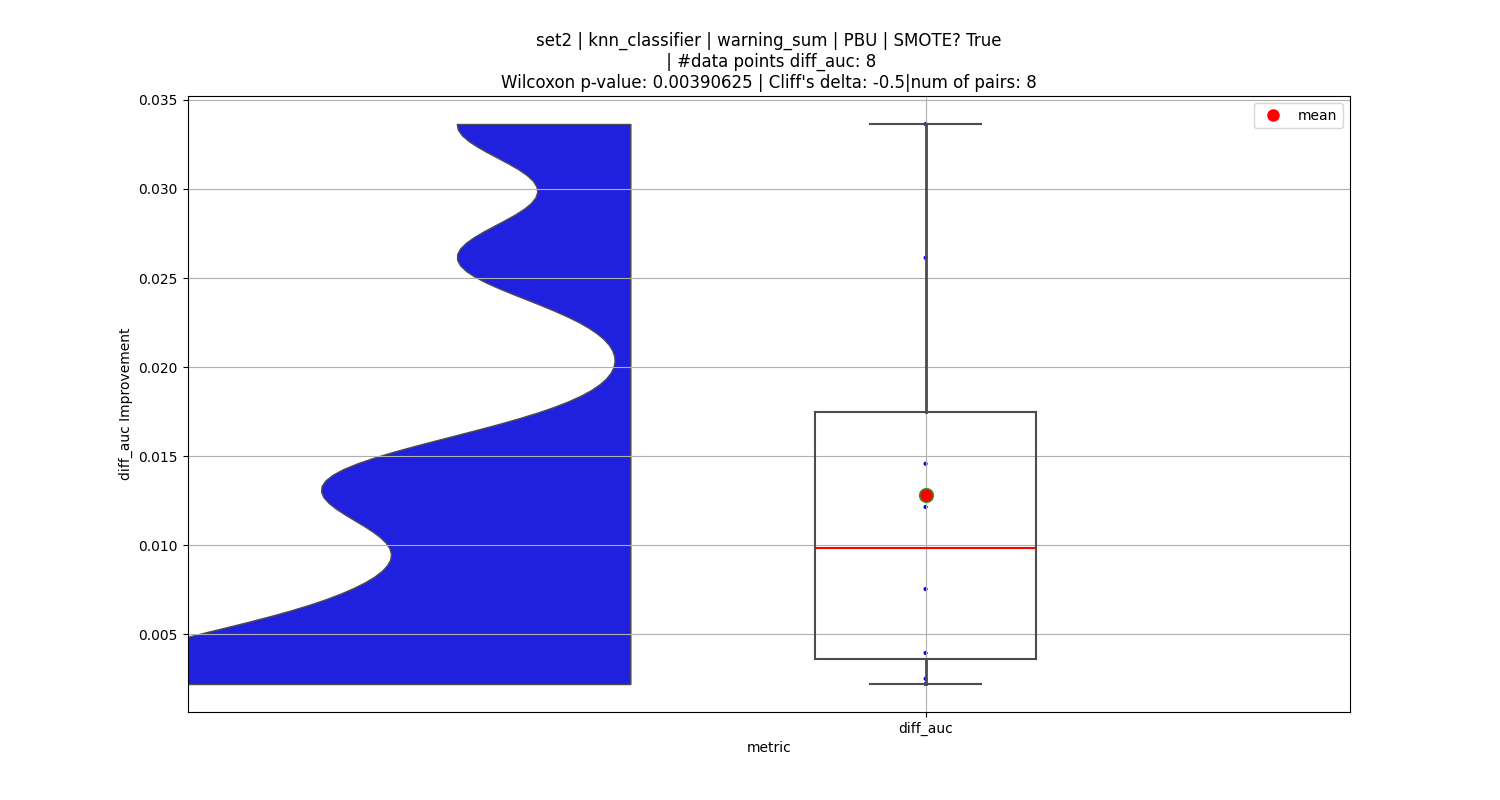 set2 | knn_classifier | warning_sum | PBU | SMOTE? True
| #data points diff_auc: 8
Wilcoxon p-value: 0.00390625 | Cliff's delta: -0.5|num of pairs: 8
mean
0.035
0.030
0.025
0.020
0.015
0.010
0.005
diff_auc Improvement
diff_auc
metric